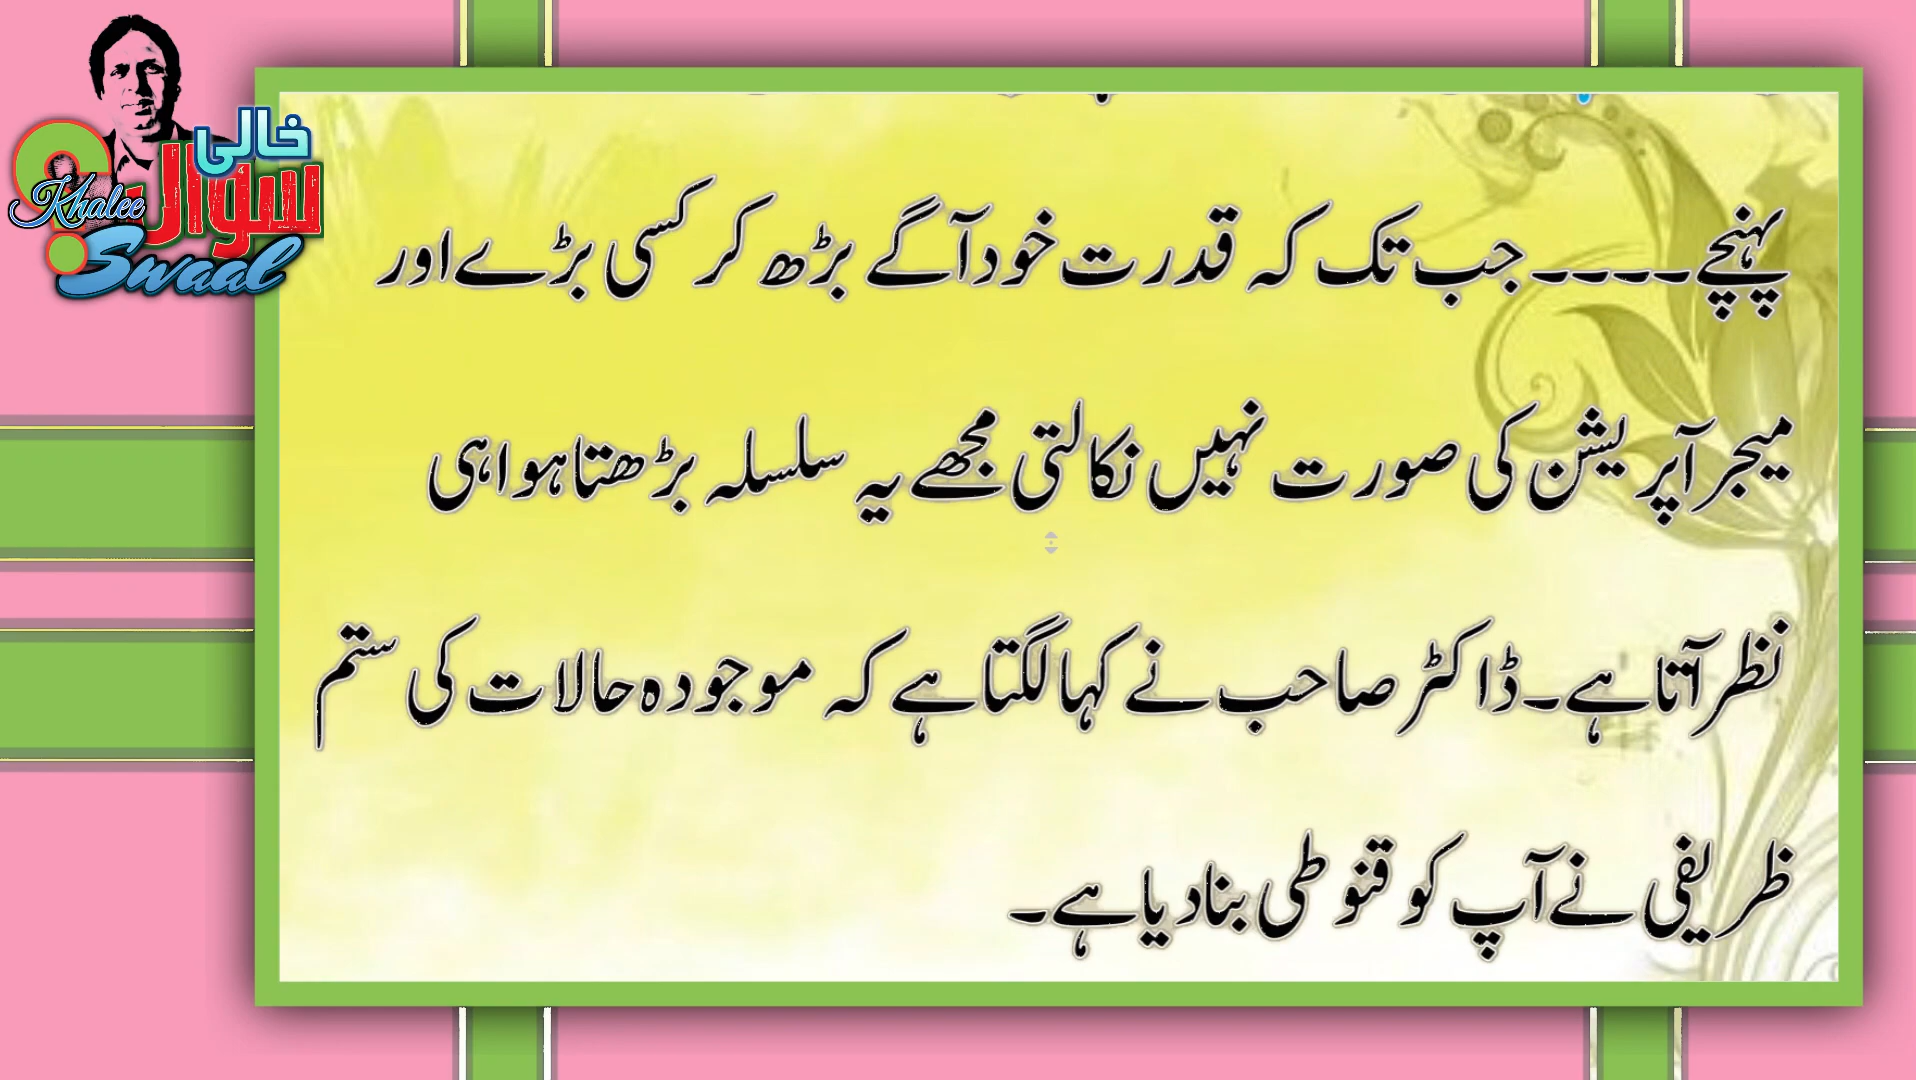 خالی
سوال
Khalee
Swaal
پہنچے۔۔۔۔ جب تک کہ قدرت خود آگے بڑھ کر کسی بڑے اور
میجر آپریشن کی صورت نہیں نکالتی مجھے یہ سلسلہ بڑھتا ہوا ہی
نظر آتا ہے۔ ڈاکٹر صاحب نے کہا لگتا ہے کہ موجودہ حالات کی ستم
ظریفی نے آپ کو قنوطی بنا دیا ہے۔